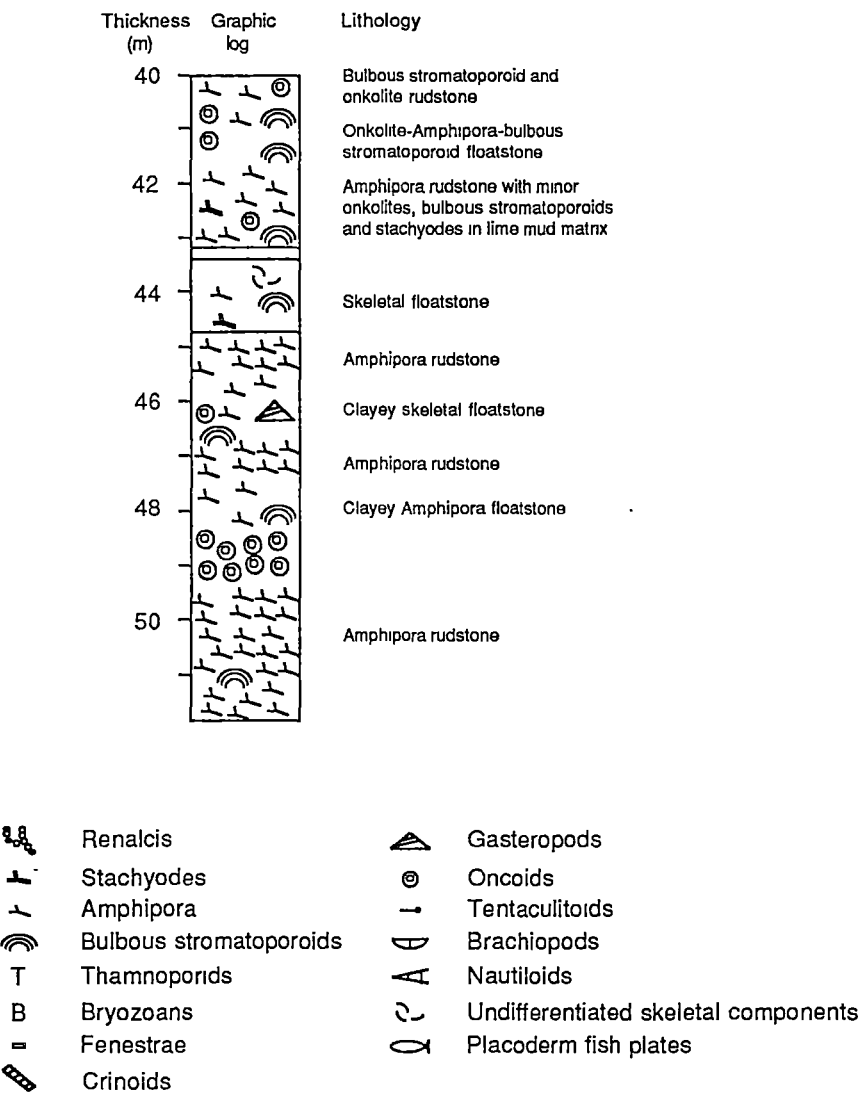 Thickness Graphic Lithology
(m) log
40
Bulbous stromatoporoid and
onkolite rudstone
Onkolite-Amphipora-bulbous
stromatoporoid floatstone
42
Amphipora rudstone with minor
onkolites, bulbous stromatoporoids
and stachyodes in lime mud matrix
44
Skeletal floatstone
Amphipora rudstone
46
Clayey skeletal floatstone
Amphipora rudstone
48
Clayey Amphipora floatstone
50
Amphipora rudstone
Renalcis
Stachyodes
Amphipora
Bulbous stromatoporoids
T Thamnoporids
B Bryozoans
Fenestrae
Crinoids
Gasteropods
Oncoids
Tentaculitoids
Brachiopods
Nautiloids
Undifferentiated skeletal components
Placoderm fish plates